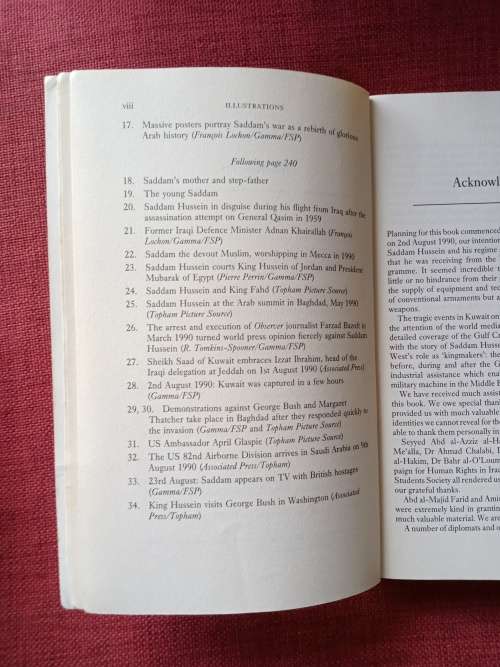 viii
ILLUSTRATIONS
17. Massive posters portray Saddam's war as a rebirth of glorious
Arab history (François Lochon/Gamma/FSP)
Following page 240
18. Saddam's mother and step-father
19. The young Saddam
20. Saddam Hussein in disguise during his flight from Iraq after the
assassination attempt on General Qasim in 1959
21. Former Iraqi Defence Minister Adnan Khairallah (François
Lochon/Gamma/FSP)
22. Saddam the devout Muslim, worshipping in Mecca in 1990
23. Saddam Hussein courts King Hussein of Jordan and President
Mubarak of Egypt (Pierre Perrin/Gamma/FSP)
24. Saddam Hussein and King Fahd (Topham Picture Source)
25. Saddam Hussein at the Arab summit in Baghdad, May 1990
(Topham Picture Source)
26. The arrest and execution of Observer journalist Farzad Bazoft in
March 1990 turned world press opinion fiercely against Saddam
Hussein (R. Tomkins–Spooner/Gamma/FSP)
27. Sheikh Saad of Kuwait embraces Izzat Ibrahim, head of the
Iraqi delegation at Jeddah on 1st August 1990 (Associated Press)
28. 2nd August 1990: Kuwait was captured in a few hours
(Gamma/FSP)
29, 30. Demonstrations against George Bush and Margaret
Thatcher take place in Baghdad after they responded quickly to
the invasion (Gamma/FSP and Topham Picture Source)
31. US Ambassador April Glaspie (Topham Picture Source)
32. The US 82nd Airborne Division arrives in Saudi Arabia on 9th
August 1990 (Associated Press/Topham)
33. 23rd August: Saddam appears on TV with British hostages
(Gamma/FSP)
34. King Hussein visits George Bush in Washington (Associated
Press/Topham)
Acknowl
Planning for this book commenced
on 2nd August 1990, our intention
Saddam Hussein and his regime
that he was receiving from the
gramme. It seemed incredible t
little or no hindrance from their
the supply of equipment and tec
of conventional armaments but a
weapons.
The tragic events in Kuwait on
the attention of the world media
detailed coverage of the Gulf C
with the story of Saddam Huss
West's role as 'kingmakers': the
before, during and after the G
industrial assistance which ena
military machine in the Middle E
We have received much assist
this book. We owe special than
provided us with much valuable
identities we cannot reveal for the
able to thank them personally in
Seyyed Abd al-Azziz al-H
Me'alla, Dr Ahmad Chalabi, D
al-Hakim, Dr Bahr al-O'Loum
paign for Human Rights in Ira
Students Society all rendered us
our grateful thanks.
Abd al-Majid Farid and Amir
were extremely kind in grantin
much valuable material. We are
A number of diplomats and o